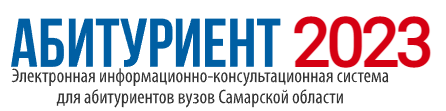 АБИТУРИЕНТ 2023
Электронная информационно-консультационная система
для абитуриентов вузов Самарской области